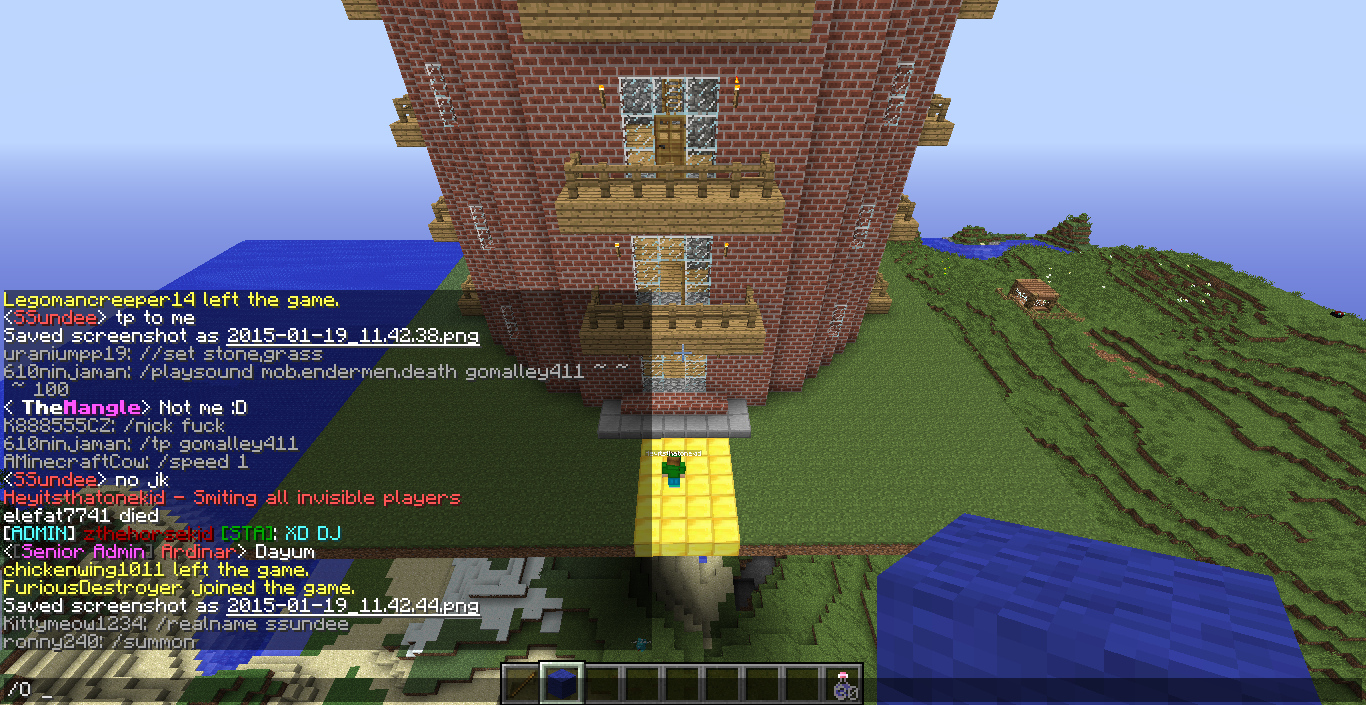 Heyitsthatonekid
Legomancreeper14 left the game.
<SSundee> tp to me
Saved screenshot as 2015-01-19_11.42.38.png
uraniumpp19: //set stone,grass
610ninjaman: /playsound mob.endermen.death gomalley411 ~ ~
~ 100
< TheMangle> Not me :D
K888555CZ: /nick fuck
610ninjaman: /tp gomalley411
AMinecraftCow: /speed 1
<SSundee> no jk
Heyitsthatonekid - Smiting all invisible players
elefat7741 died
[ADMIN] zthehorsekid [STA]: XD DJ
<[Senior Admin] Ardinar> Dayum
chickenwing1011 left the game.
FuriousDestroyer joined the game.
Saved screenshot as 2015-01-19_11.42.44.png
Kittymeow1234: /realname ssundee
ronny240: /summon
/O _